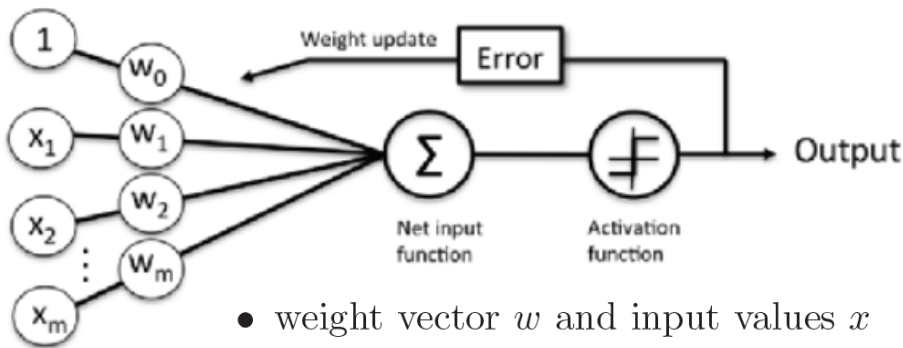 1
w0
Weight update
Error
x1
w1
Σ
Output
x2
w2
Net input
function
Activation
function
⋮
wm
xm
• weight vector w and input values x